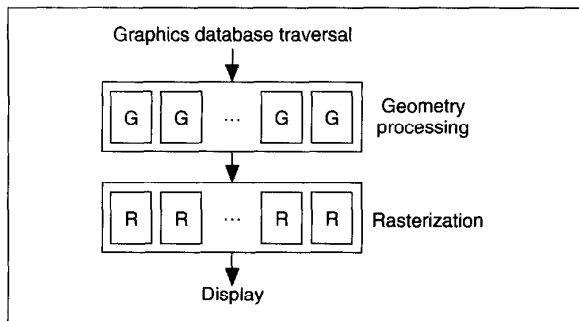 Graphics database traversal
G G ... G G
Geometry
processing
R R ... R R
Rasterization
Display